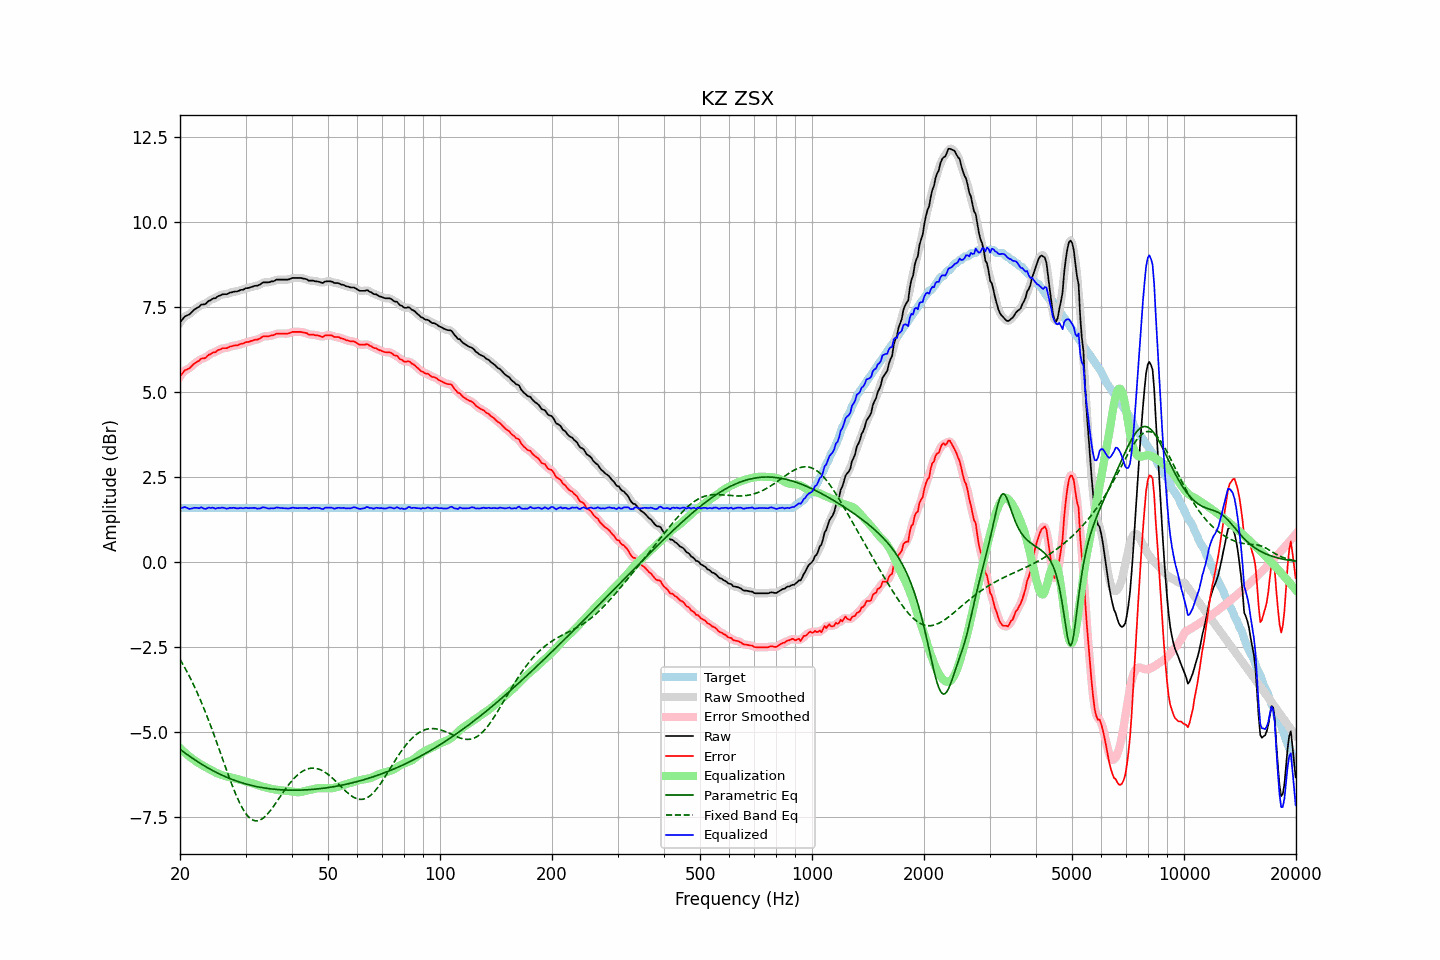 KZ ZSX
12.5
10.0
7.5
5.0
2.5
0.0
−2.5
−5.0
−7.5
Amplitude (dBr)
20
50
100
200
500
1000
2000
5000
10000
20000
Frequency (Hz)
Target
Raw Smoothed
Error Smoothed
Raw
Error
Equalization
Parametric Eq
Fixed Band Eq
Equalized